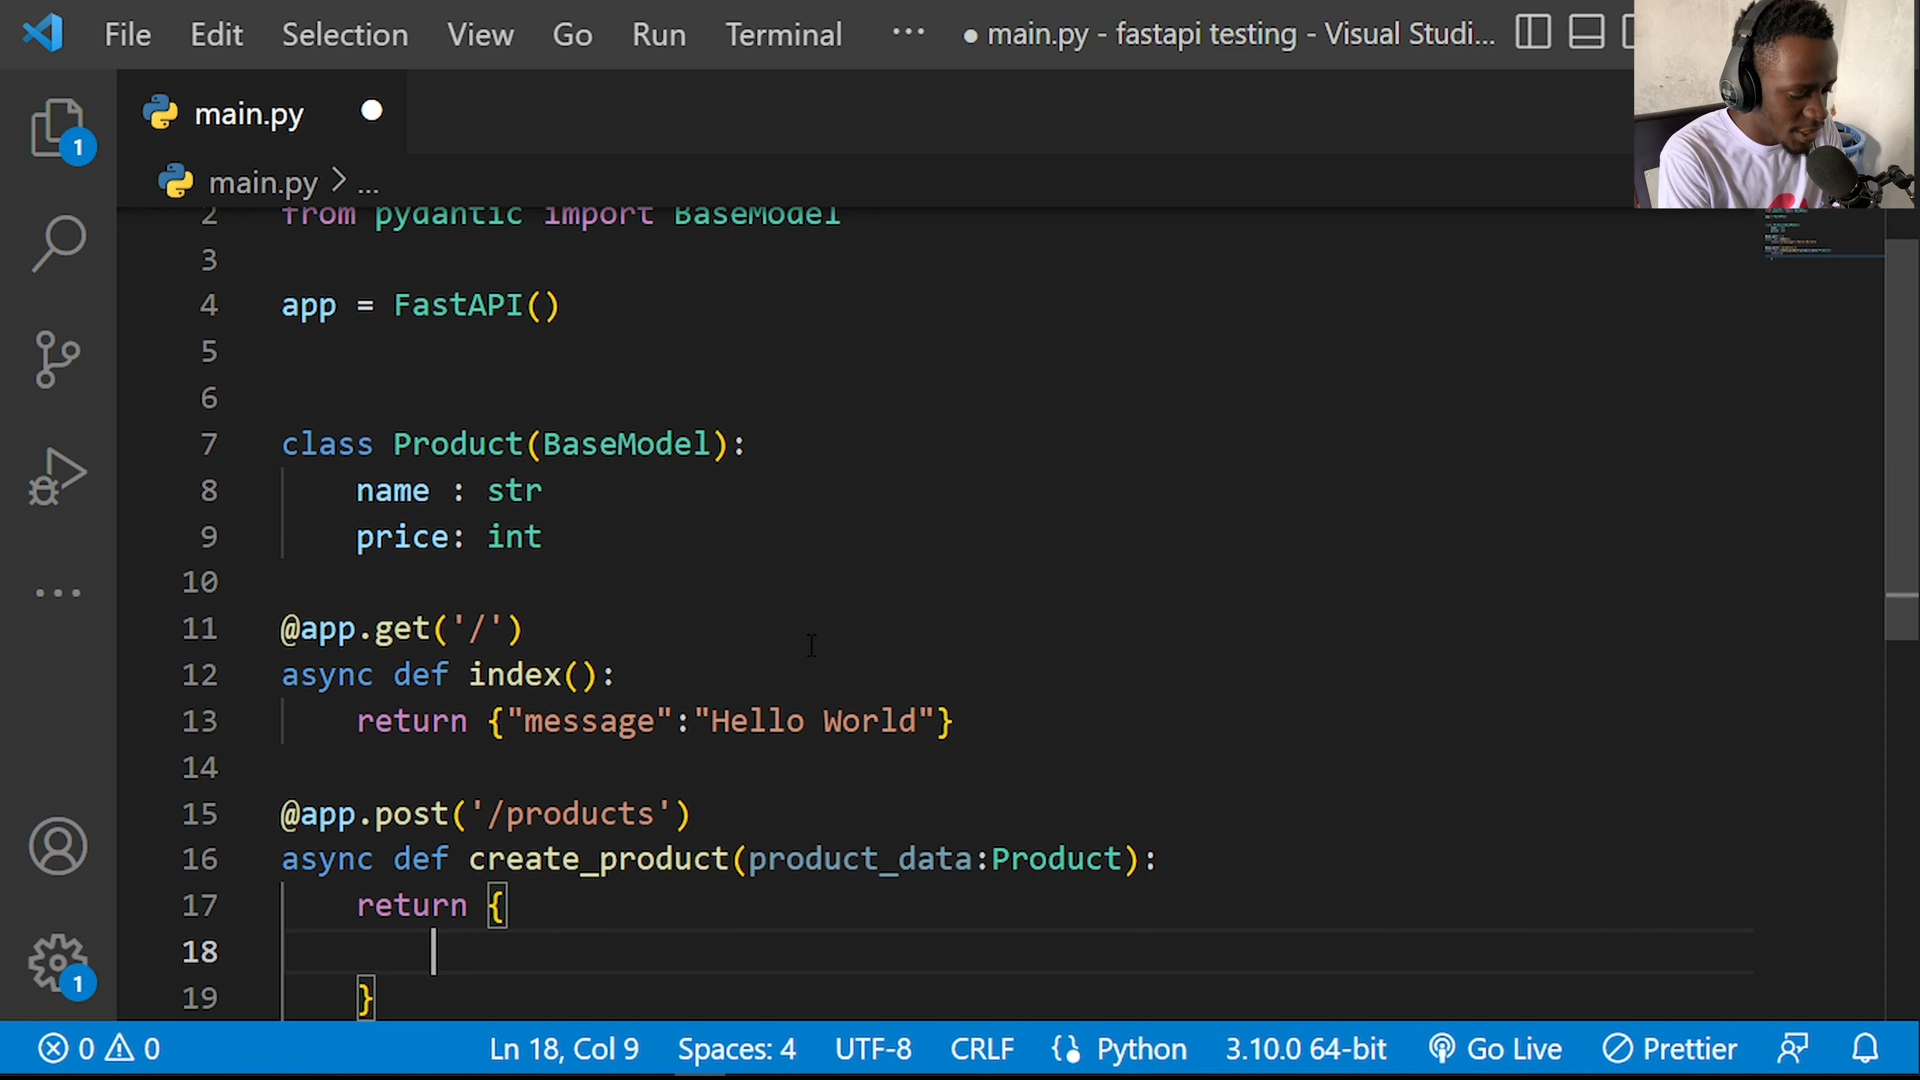 File Edit Selection View Go Run Terminal ··· ● main.py - fastapi testing - Visual Studi...
main.py ●
main.py > ...
1
2 from pydantic import BaseModel
3
4 app = FastAPI()
5
6
7 class Product(BaseModel):
8 name : str
9 price: int
10
11 @app.get('/')
12 async def index():
13 return {"message":"Hello World"}
14
15 @app.post('/products')
16 async def create_product(product_data:Product):
17 return {
18
19 }
1
0 0 Ln 18, Col 9 Spaces: 4 UTF-8 CRLF Python 3.10.0 64-bit Go Live Prettier